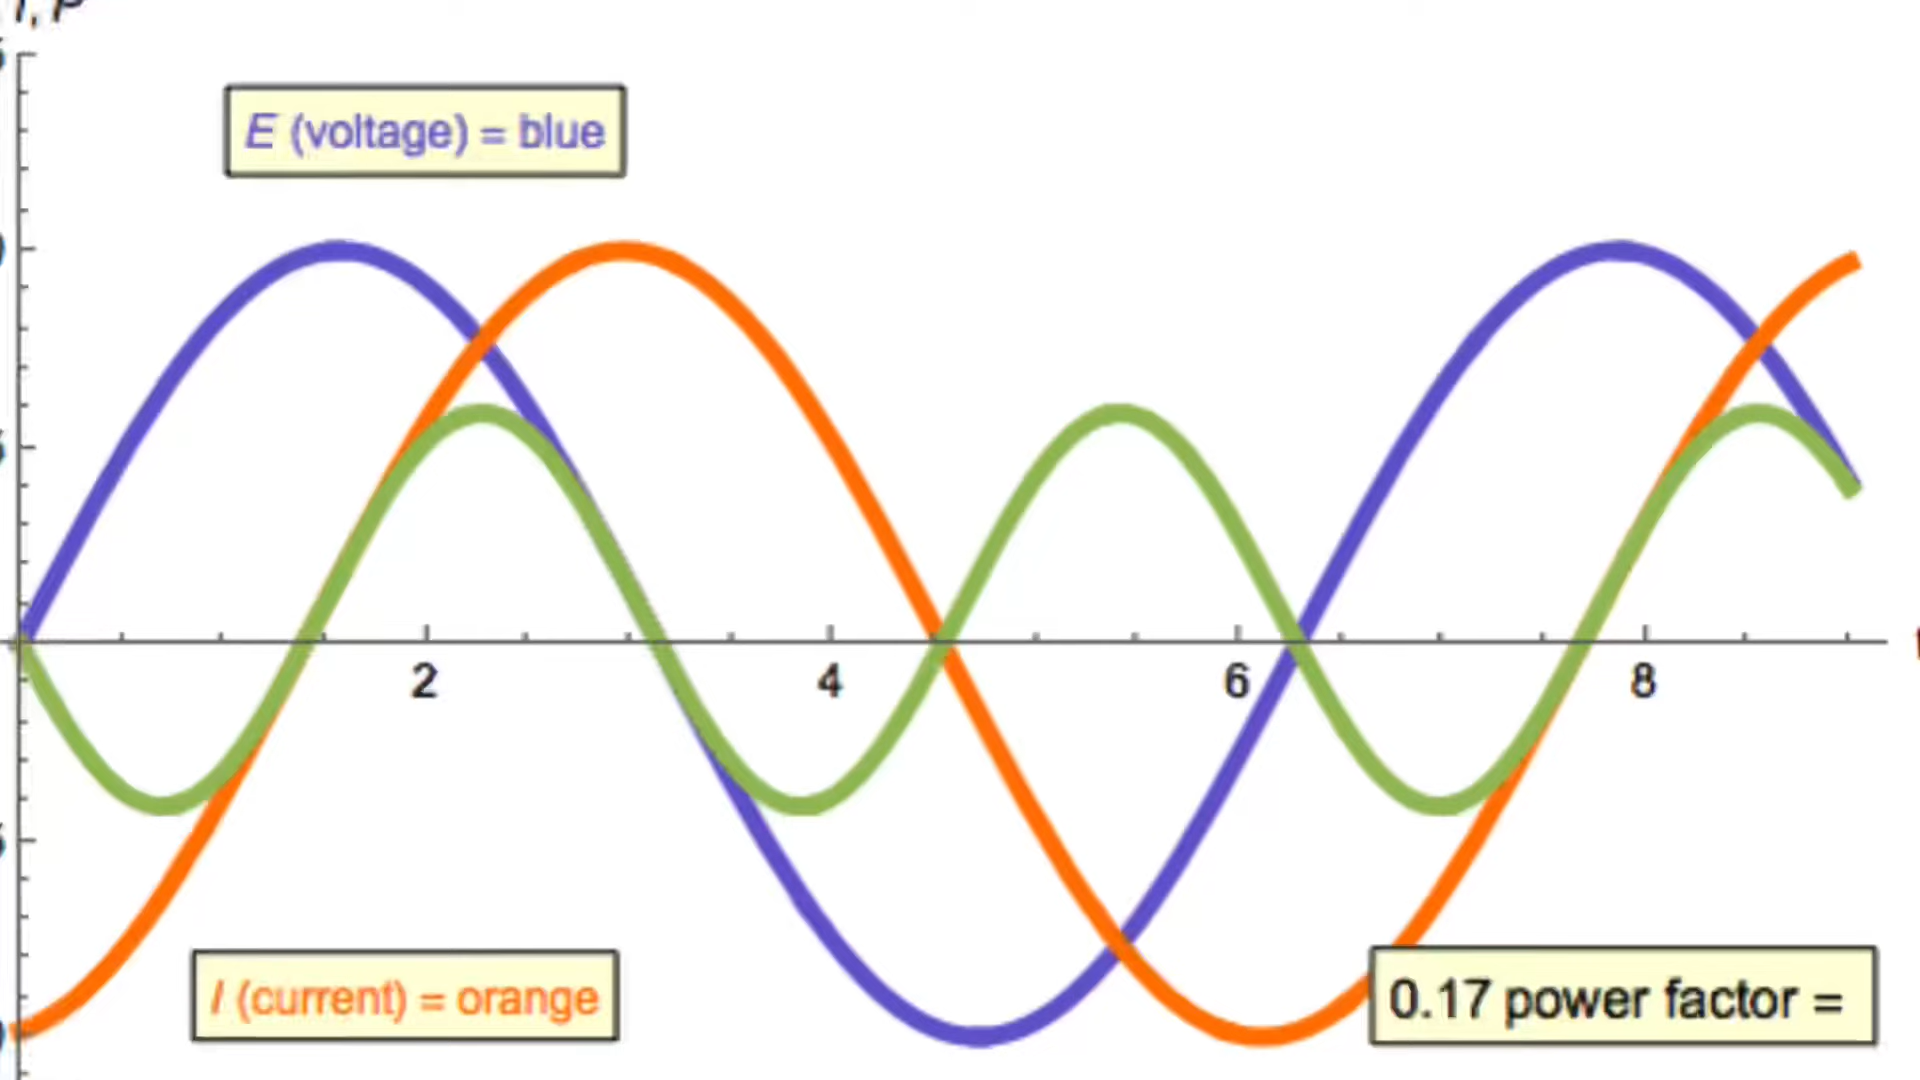 I, P
E (voltage) = blue
2 4 6 8
I (current) = orange
0.17 power factor =